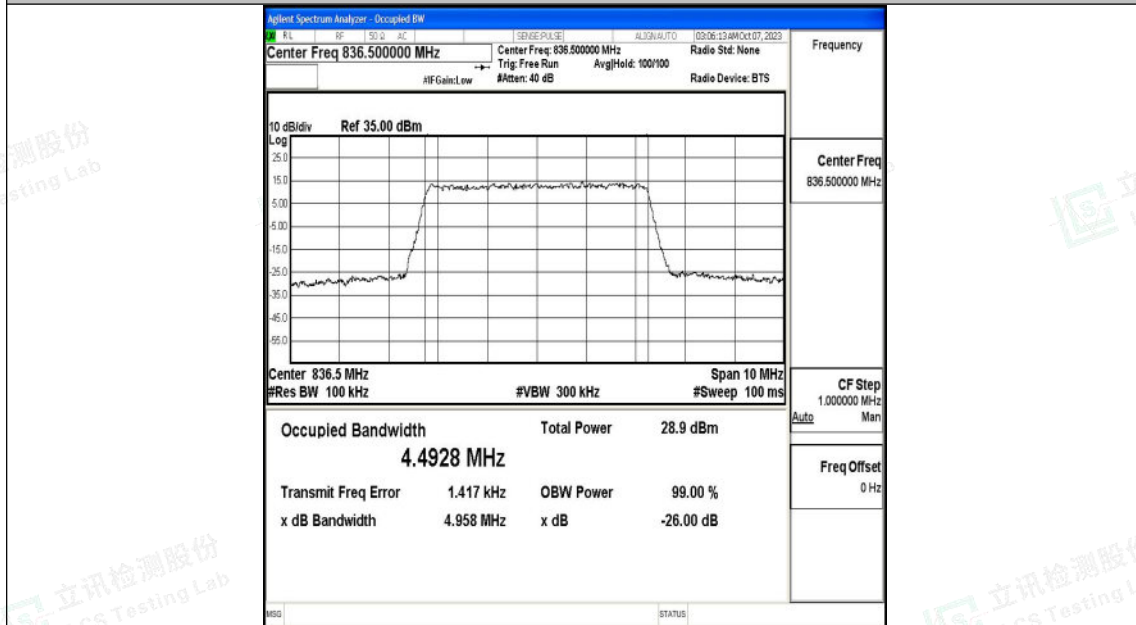 Agilent Spectrum Analyzer - Occupied BW
RL RF 50 Ω AC SENSE:PULSE ALIGNAUTO 03:06:13 AM Oct 07, 2023
Center Freq 836.500000 MHz
Center Freq: 836.500000 MHz
Radio Std: None
Trig: Free Run Avg|Hold: 100/100
#IFGain:Low
#Atten: 40 dB
Radio Device: BTS
Frequency
10 dB/div Ref 35.00 dBm
Log
25.0
15.0
5.00
-5.00
-15.0
-25.0
-35.0
-45.0
-55.0
Center Freq
836.500000 MHz
Center 836.5 MHz
Span 10 MHz
#Res BW 100 kHz
#VBW 300 kHz
#Sweep 100 ms
CF Step
1.000000 MHz
Auto Man
Occupied Bandwidth
4.4928 MHz
Total Power 28.9 dBm
Transmit Freq Error 1.417 kHz
OBW Power 99.00 %
x dB Bandwidth 4.958 MHz
x dB -26.00 dB
Freq Offset
0 Hz
MSG
STATUS
立讯检测股份
LCS Testing Lab